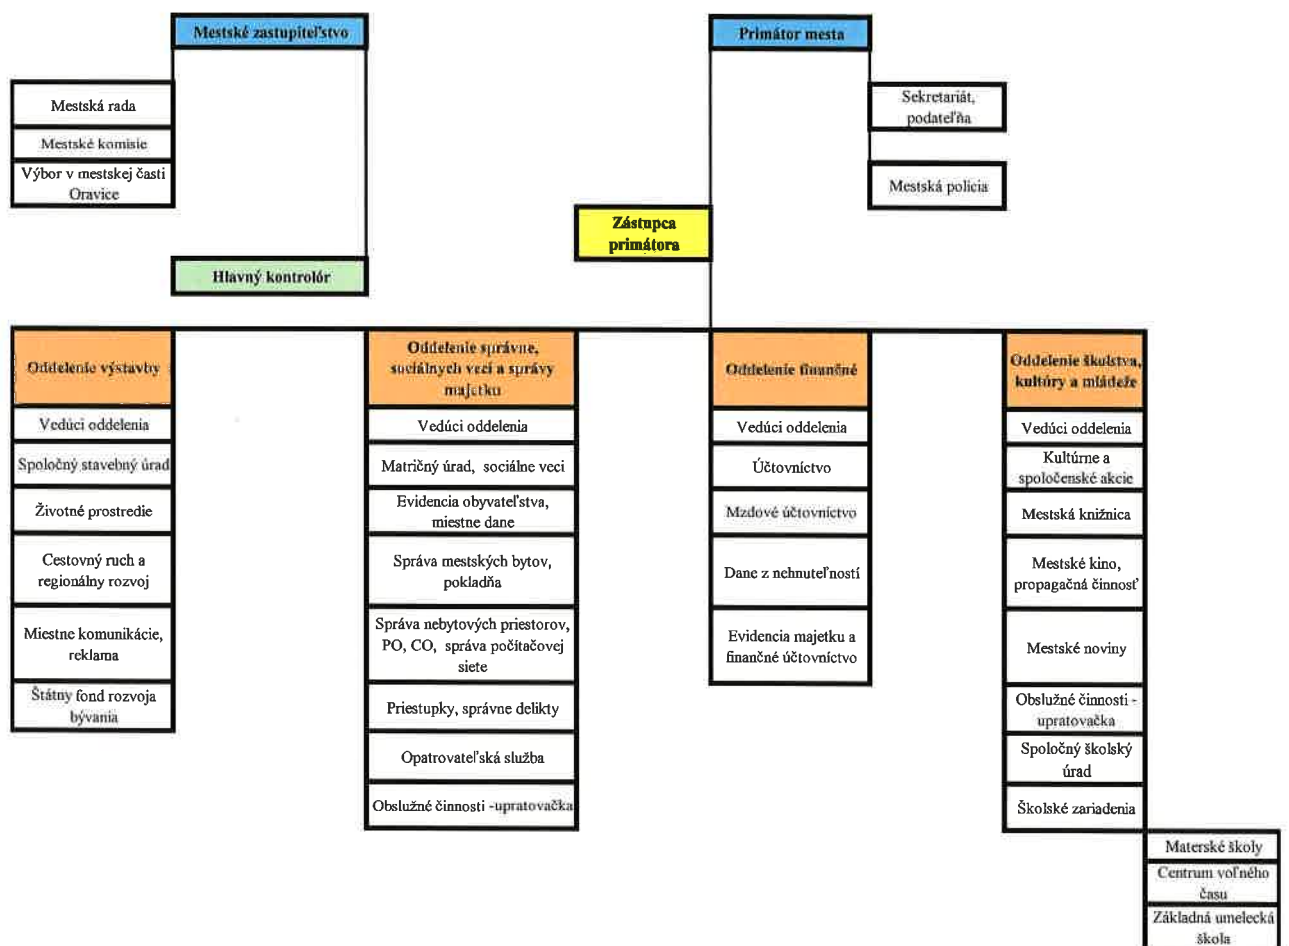 Mestské zastupiteľstvo
Primátor mesta
Mestská rada
Mestské komisie
Výbor v mestskej časti
Oravice
Sekretariát,
podateľňa
Mestská polícia
Zástupca
primátora
Hlavný kontrolór
Oddelenie výstavby
Vedúci oddelenia
Spoločný stavebný úrad
Životné prostredie
Cestovný ruch a
regionálny rozvoj
Miestne komunikácie,
reklama
Štátny fond rozvoja
bývania
Oddelenie správne,
sociálnych vecí a správy
majetku
Vedúci oddelenia
Matričný úrad, sociálne veci
Evidencia obyvateľstva,
miestne dane
Správa mestských bytov,
pokladňa
Správa nebytových priestorov,
PO, CO, správa počítačovej
siete
Priestupky, správne delikty
Opatrovateľská služba
Obslužné činnosti -upratovačka
Oddelenie finančné
Vedúci oddelenia
Účtovníctvo
Mzdové účtovníctvo
Dane z nehnuteľností
Evidencia majetku a
finančné účtovníctvo
Oddelenie školstva,
kultúry a mládeže
Vedúci oddelenia
Kultúrne a
spoločenské akcie
Mestská knižnica
Mestské kino,
propagačná činnosť
Mestské noviny
Obslužné činnosti -
upratovačka
Spoločný školský
úrad
Školské zariadenia
Materské školy
Centrum voľného
času
Základná umelecká
škola